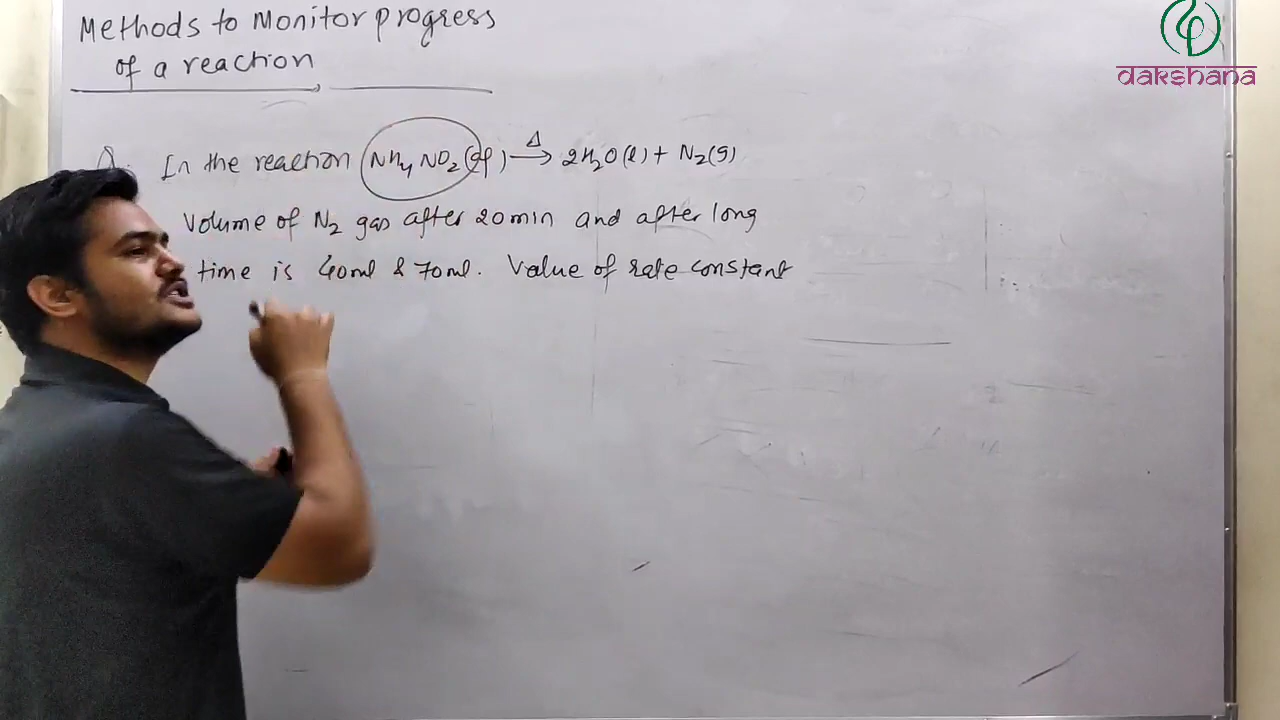 Methods to Monitor progress
of a reaction
dakshana
Q. In the reaction NH4NO2(aq) —Δ→ 2H2O(l) + N2(g)
Volume of N2 gas after 20 min and after long
time is 40ml & 70ml. Value of rate constant